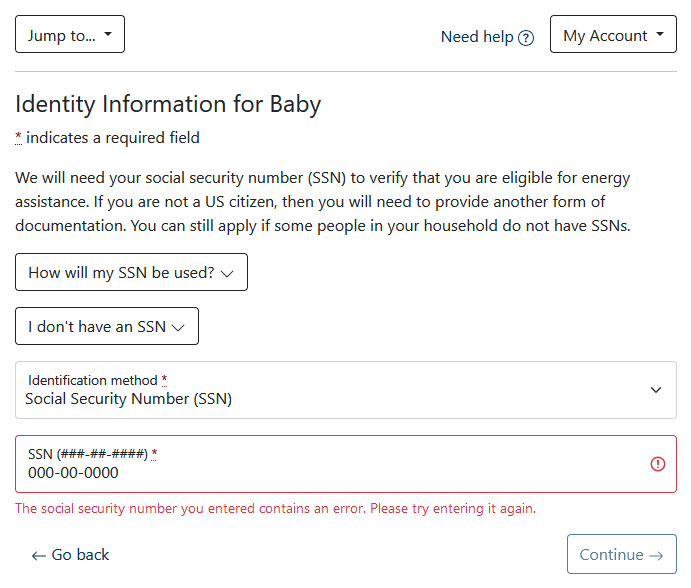 Jump to...
Need help
My Account
Identity Information for Baby
* indicates a required field
We will need your social security number (SSN) to verify that you are eligible for energy
assistance. If you are not a US citizen, then you will need to provide another form of
documentation. You can still apply if some people in your household do not have SSNs.
How will my SSN be used?
I don't have an SSN
Identification method *
Social Security Number (SSN)
SSN (###-##-####) *
000-00-0000
The social security number you entered contains an error. Please try entering it again.
← Go back
Continue →